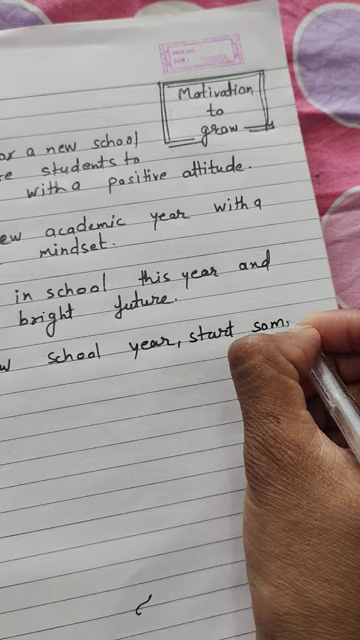 Motivation
to
grow
a new school
students to
with a positive attitude.
academic year with a
mindset.
in school this year and
bright future.
school year, start som